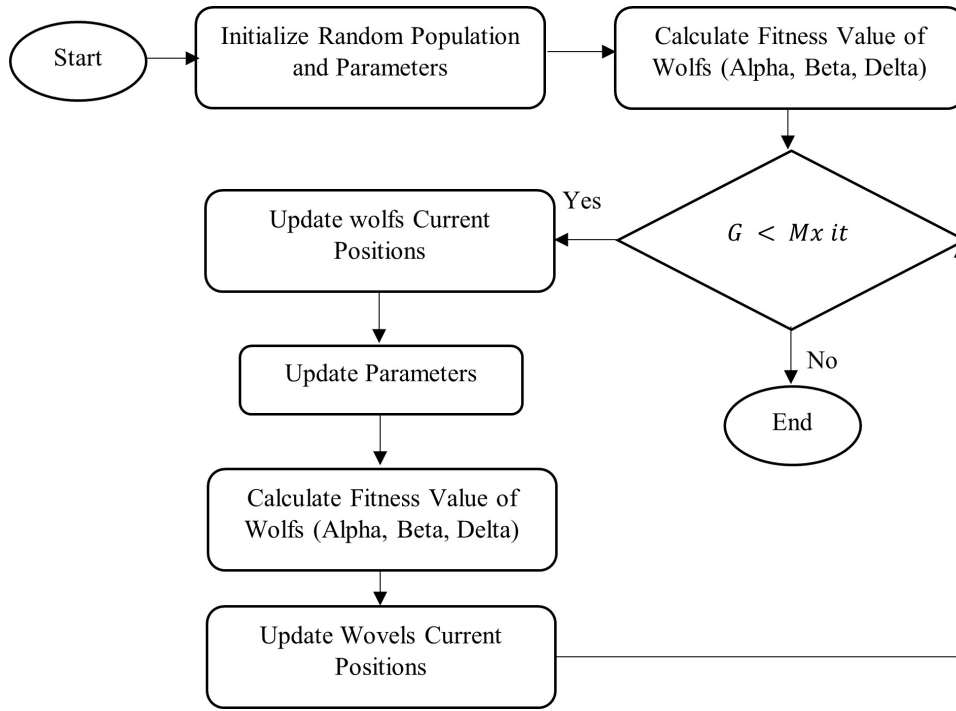 Start
Initialize Random Population
and Parameters
Calculate Fitness Value of
Wolfs (Alpha, Beta, Delta)
G < Mx it
Yes
No
End
Update wolfs Current
Positions
Update Parameters
Calculate Fitness Value of
Wolfs (Alpha, Beta, Delta)
Update Wovels Current
Positions